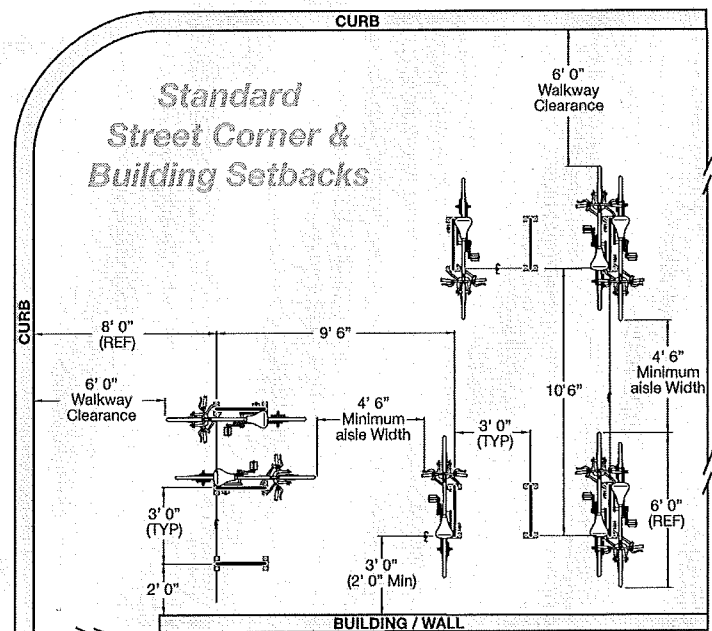 CURB
6' 0"
Walkway
Clearance
Standard
Street Corner &
Building Setbacks
CURB
8' 0"
(REF)
9' 6"
6' 0"
Walkway
Clearance
4' 6"
Minimum
aisle Width
3' 0"
(TYP)
10' 6"
4' 6"
Minimum
aisle Width
3' 0"
(TYP)
2' 0"
3' 0"
(2' 0" Min)
6' 0"
(REF)
BUILDING / WALL